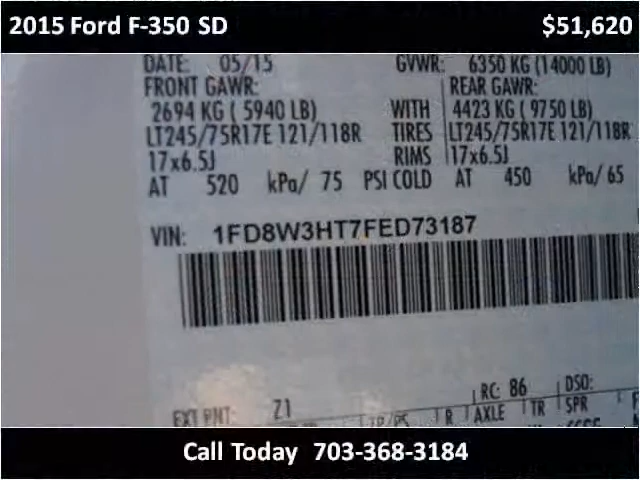 2015 Ford F-350 SD $51,620
DATE: 05/15 GVWR: 6350 KG (14000 LB)
FRONT GAWR: REAR GAWR:
2694 KG ( 5940 LB) WITH 4423 KG ( 9750 LB)
LT245/75R17E 121/118R TIRES LT245/75R17E 121/118R
17x6.5J RIMS 17x6.5J
AT 520 kPa/ 75 PSI COLD AT 450 kPa/ 65
VIN: 1FD8W3HT7FED73187
RC: 86 DSO:
EXT PNT: Z1 TP/PS R AXLE TR SPR
Call Today 703-368-3184